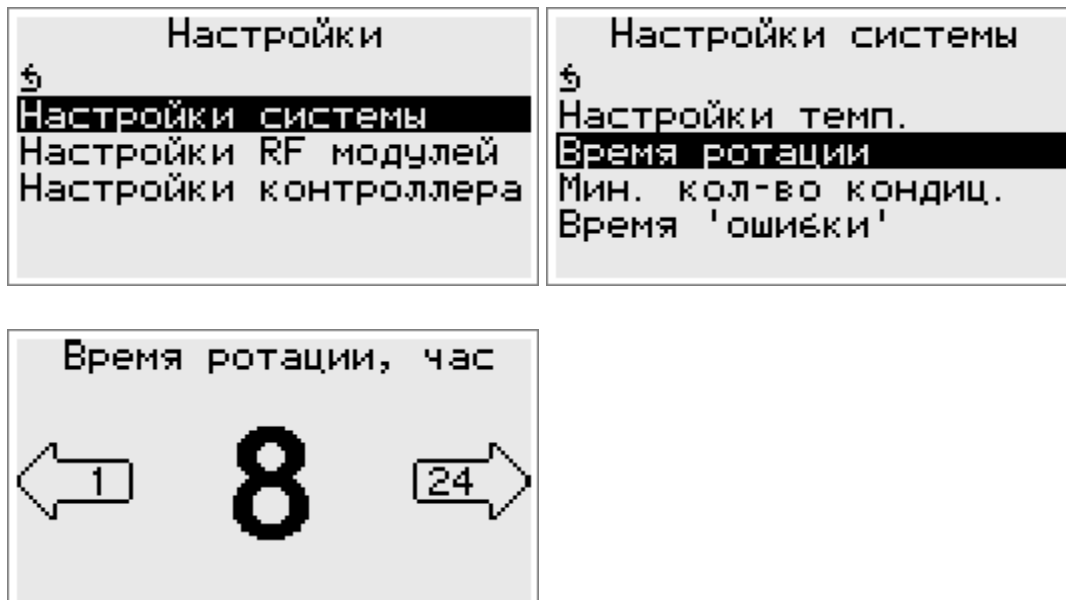 Настройки
Настройки системы
Настройки RF модулей
Настройки контроллера
Настройки системы
Настройки темп.
Время ротации
Мин. кол-во кондиц.
Время 'ошибки'
Время ротации, час
1 8 24